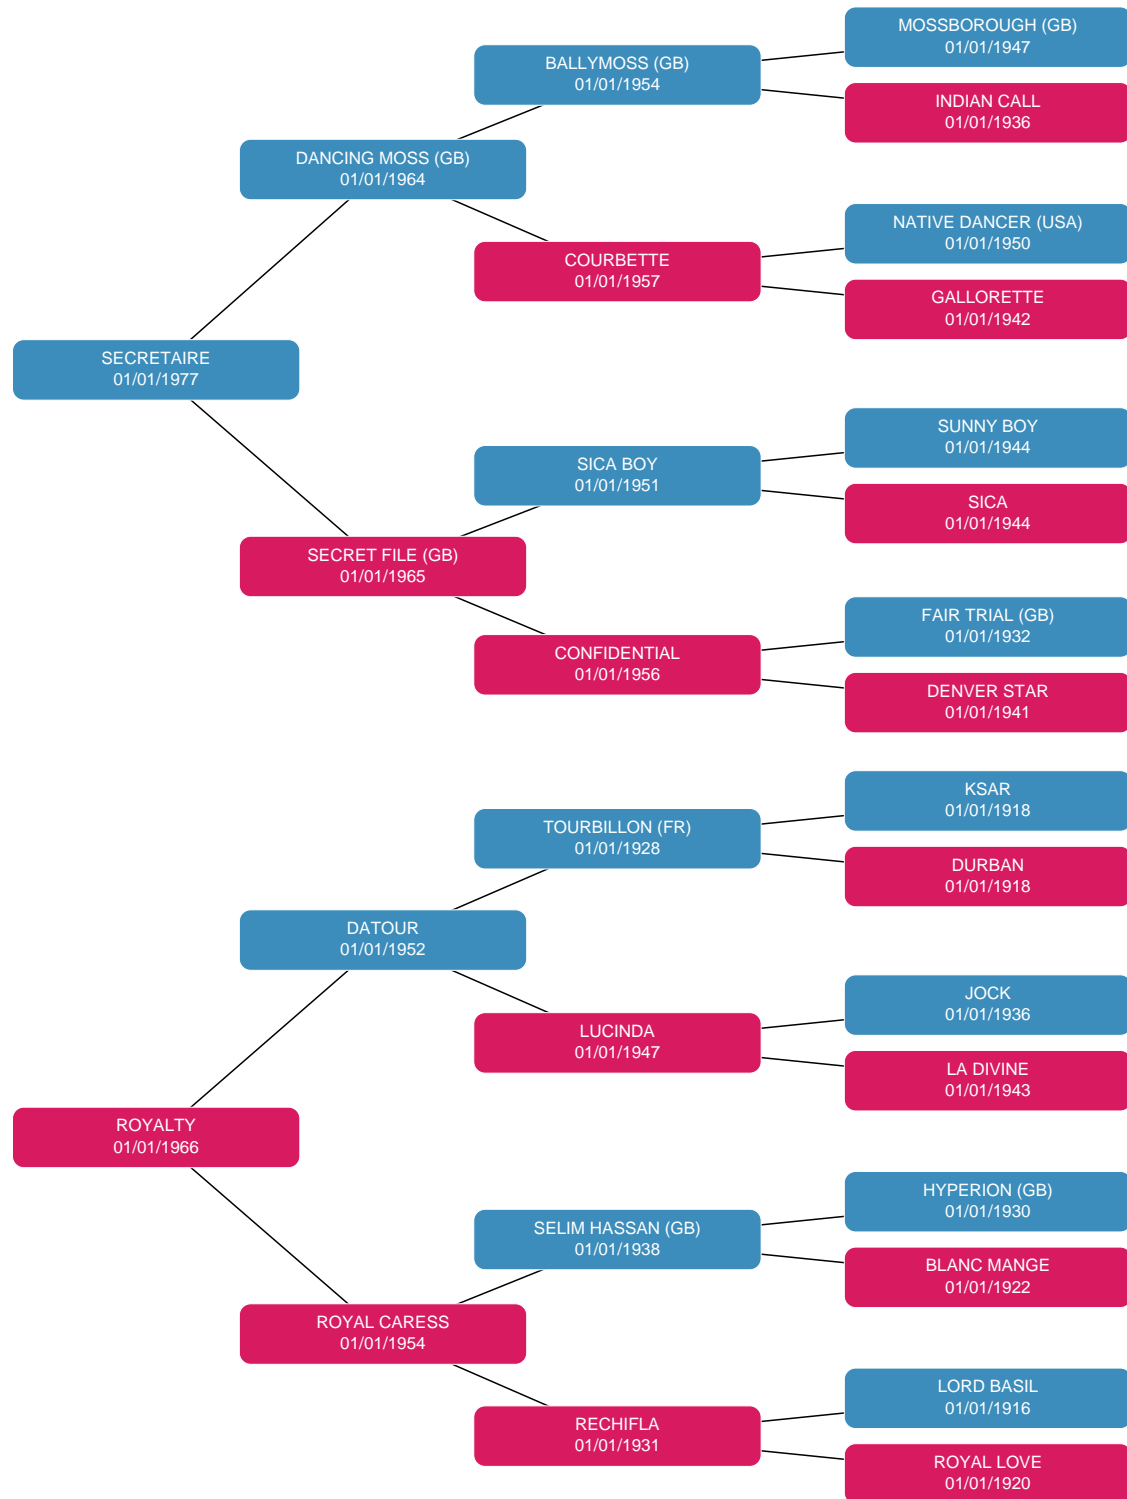 MOSSBOROUGH (GB)
01/01/1947
BALLYMOSS (GB)
01/01/1954
INDIAN CALL
01/01/1936
DANCING MOSS (GB)
01/01/1964
NATIVE DANCER (USA)
01/01/1950
COURBETTE
01/01/1957
GALLORETTE
01/01/1942
SECRETAIRE
01/01/1977
SUNNY BOY
01/01/1944
SICA BOY
01/01/1951
SICA
01/01/1944
SECRET FILE (GB)
01/01/1965
FAIR TRIAL (GB)
01/01/1932
CONFIDENTIAL
01/01/1956
DENVER STAR
01/01/1941
KSAR
01/01/1918
TOURBILLON (FR)
01/01/1928
DURBAN
01/01/1918
DATOUR
01/01/1952
JOCK
01/01/1936
LUCINDA
01/01/1947
LA DIVINE
01/01/1943
ROYALTY
01/01/1966
HYPERION (GB)
01/01/1930
SELIM HASSAN (GB)
01/01/1938
BLANC MANGE
01/01/1922
ROYAL CARESS
01/01/1954
LORD BASIL
01/01/1916
RECHIFLA
01/01/1931
ROYAL LOVE
01/01/1920